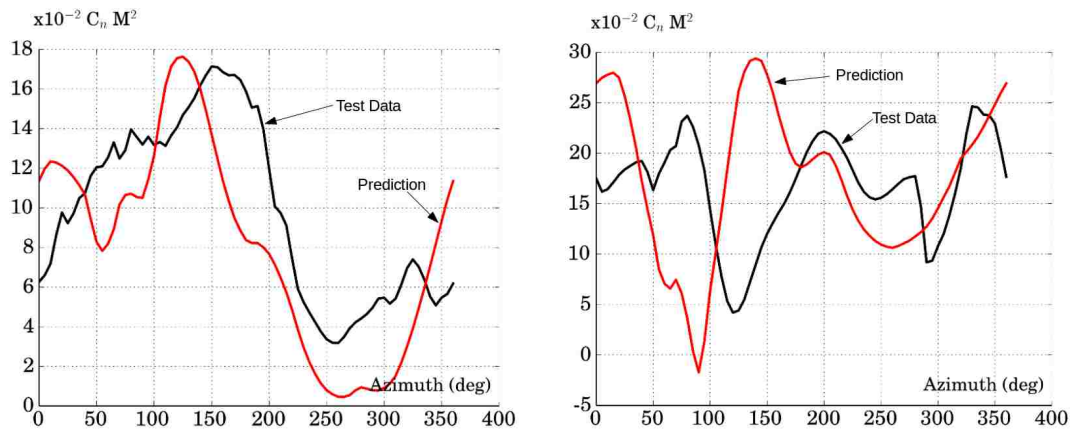 x10⁻² Cₙ M²
18
16
14
12
10
8
6
4
2
0
Test Data
Prediction
Azimuth (deg)
0 50 100 150 200 250 300 350 400
x10⁻² Cₙ M²
30
25
20
15
10
5
0
-5
Prediction
Test Data
Azimuth (deg)
0 50 100 150 200 250 300 350 400